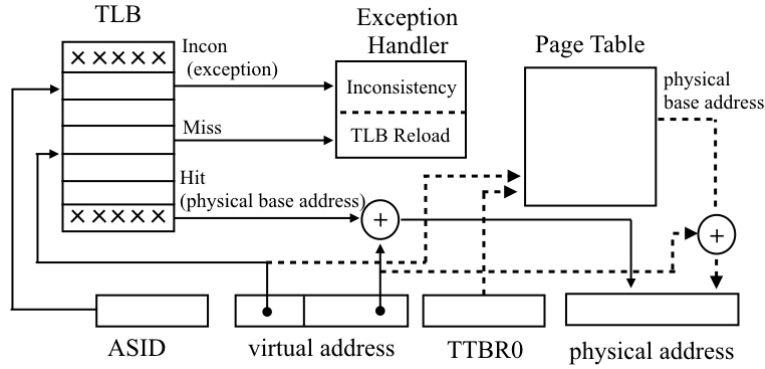 TLB
Exception
Handler
Page Table
Incon
(exception)
×××××
Inconsistency
physical
base address
Miss
TLB Reload
Hit
(physical base address)
×××××
+
+
ASID
virtual address
TTBR0
physical address